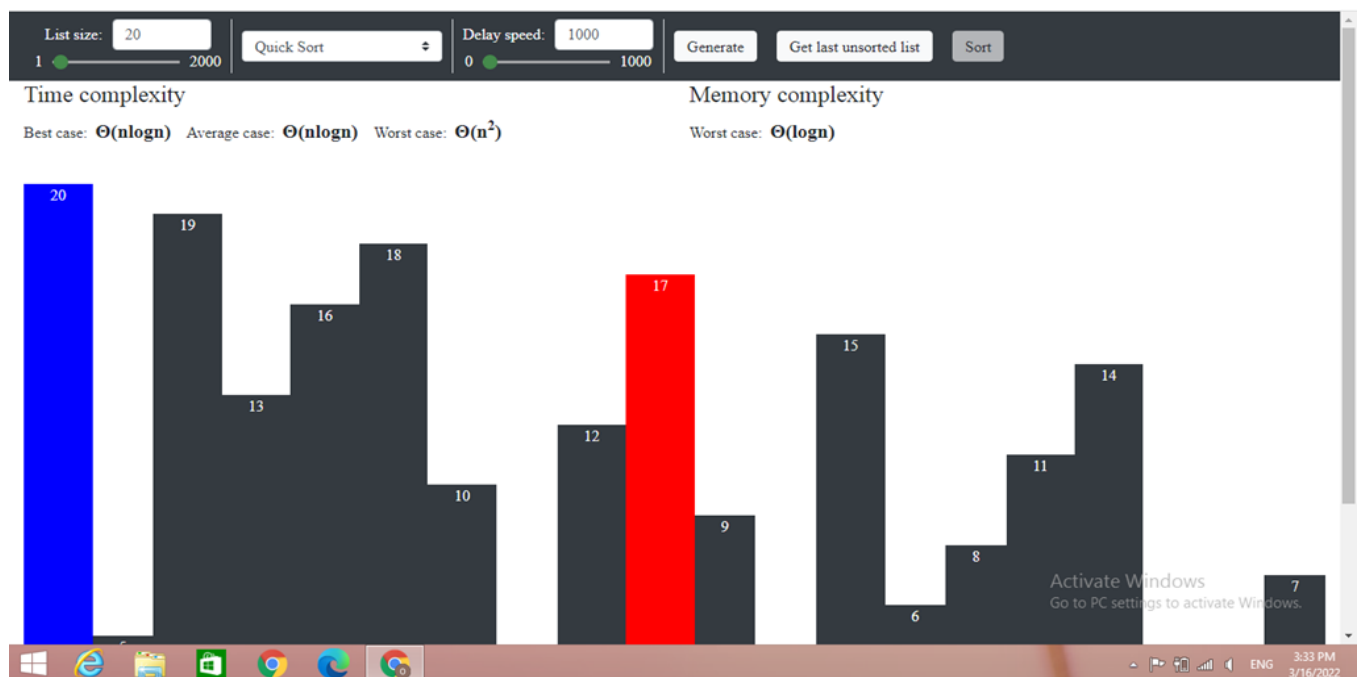 List size: 20
1 2000
Quick Sort
Delay speed: 1000
0 1000
Generate
Get last unsorted list
Sort
Time complexity
Best case: Θ(nlogn) Average case: Θ(nlogn) Worst case: Θ(n²)
Memory complexity
Worst case: Θ(logn)
20
19
13
16
18
10
12
17
9
15
6
8
11
14
7
Activate Windows
Go to PC settings to activate Windows.
ENG
3:33 PM
3/16/2022